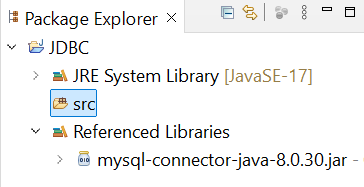 Package Explorer
JDBC
JRE System Library [JavaSE-17]
src
Referenced Libraries
mysql-connector-java-8.0.30.jar -